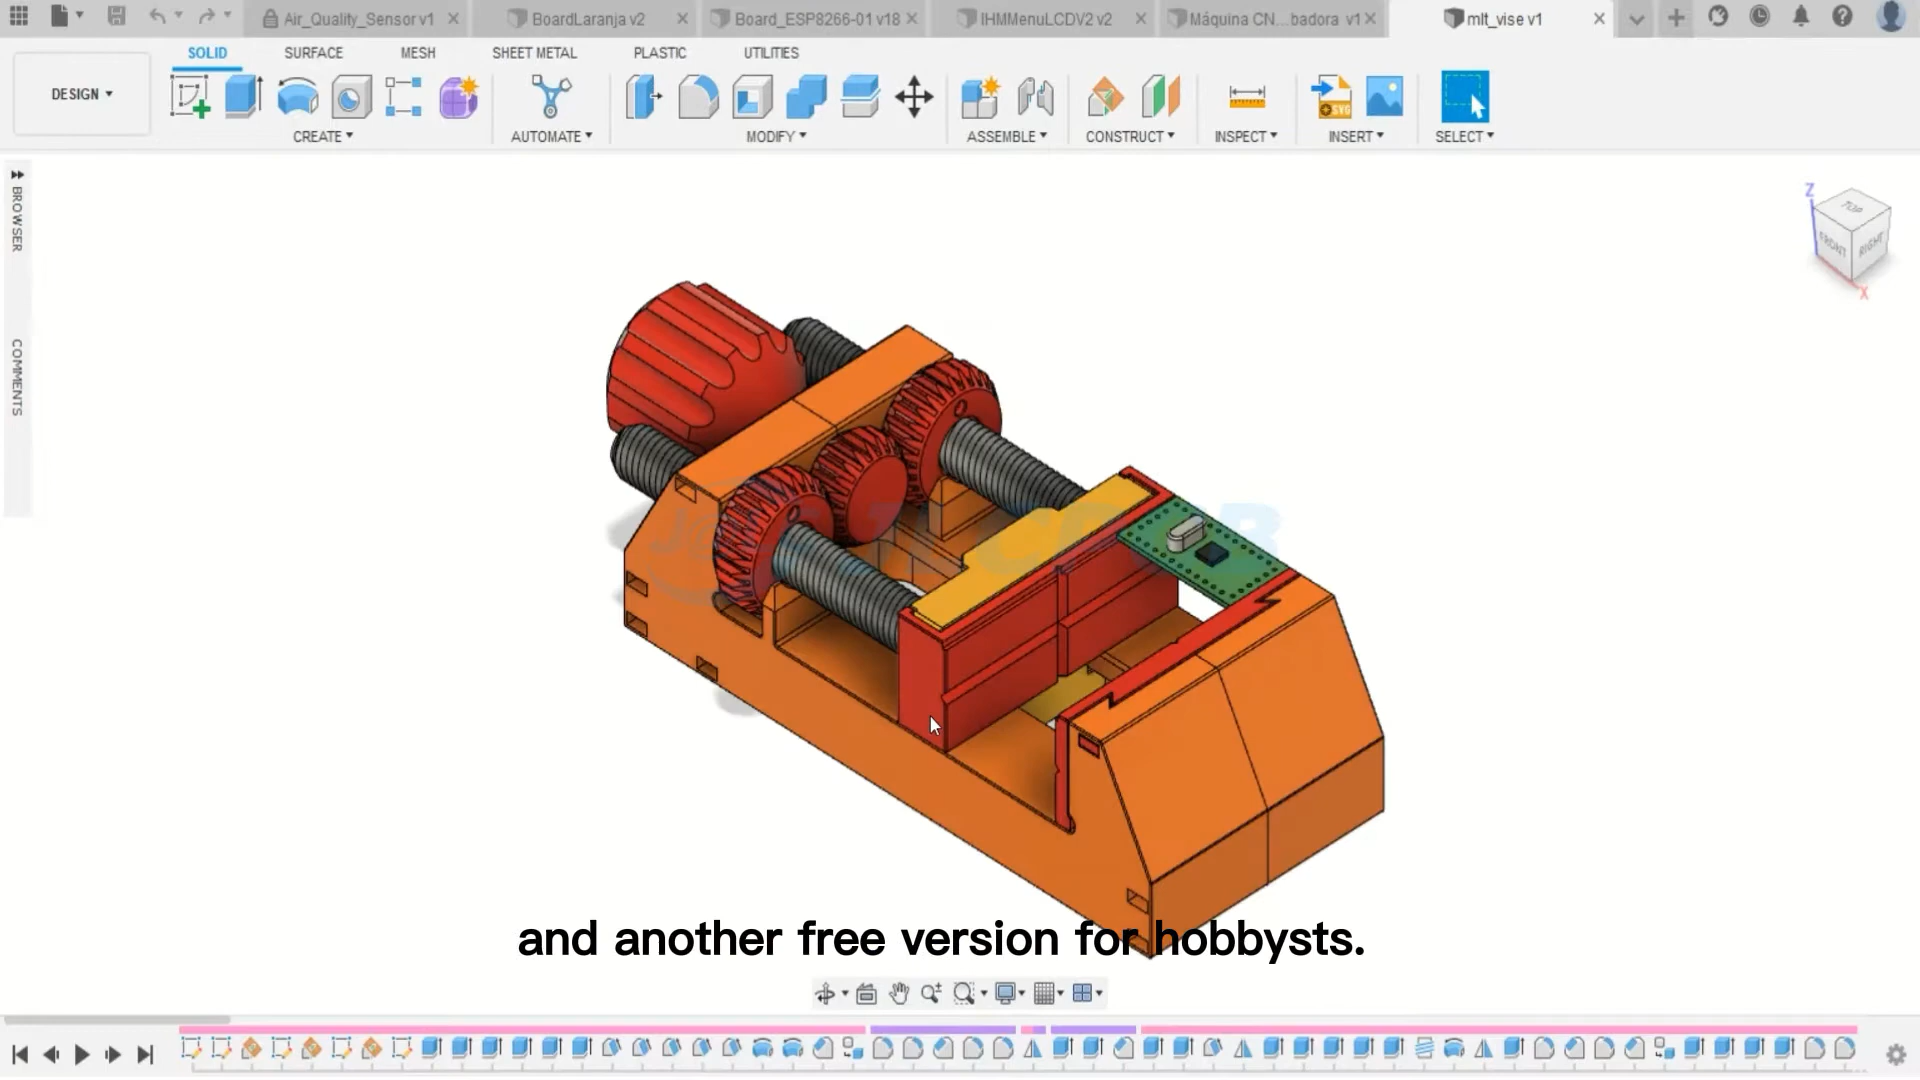 Air_Quality_Sensor v1
BoardLaranja v2
Board_ESP8266-01 v18
IHMMenuLCDV2 v2
Máquina CN...badora v1
mlt_vise v1
SOLID
SURFACE
MESH
SHEET METAL
PLASTIC
UTILITIES
DESIGN
CREATE
AUTOMATE
MODIFY
ASSEMBLE
CONSTRUCT
INSPECT
INSERT
SELECT
SVG
BROWSER
COMMENTS
Z
TOP
FRONT
RIGHT
X
and another free version for hobbysts.